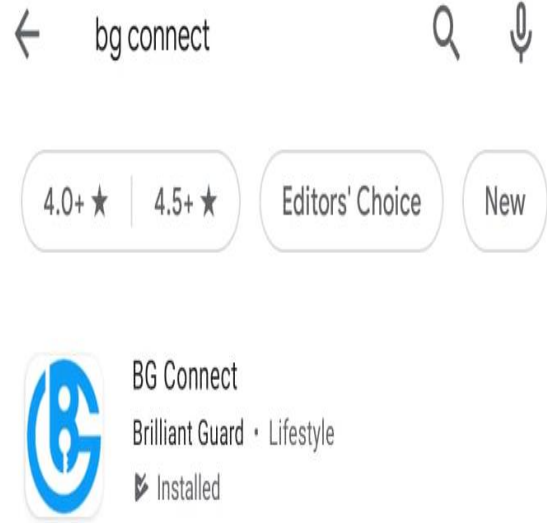 bg connect
4.0+ ★ 4.5+ ★ Editors' Choice New
BG Connect
Brilliant Guard • Lifestyle
Installed